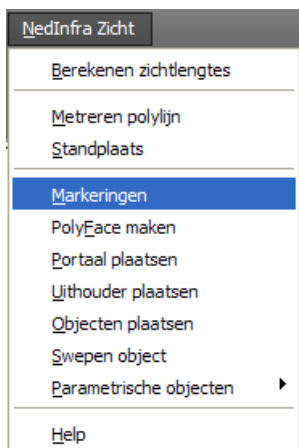 NedInfra Zicht
Berekenen zichtlengtes
Metreren polylijn
Standplaats
Markeringen
PolyFace maken
Portaal plaatsen
Uithouder plaatsen
Objecten plaatsen
Swepen object
Parametrische objecten
Help